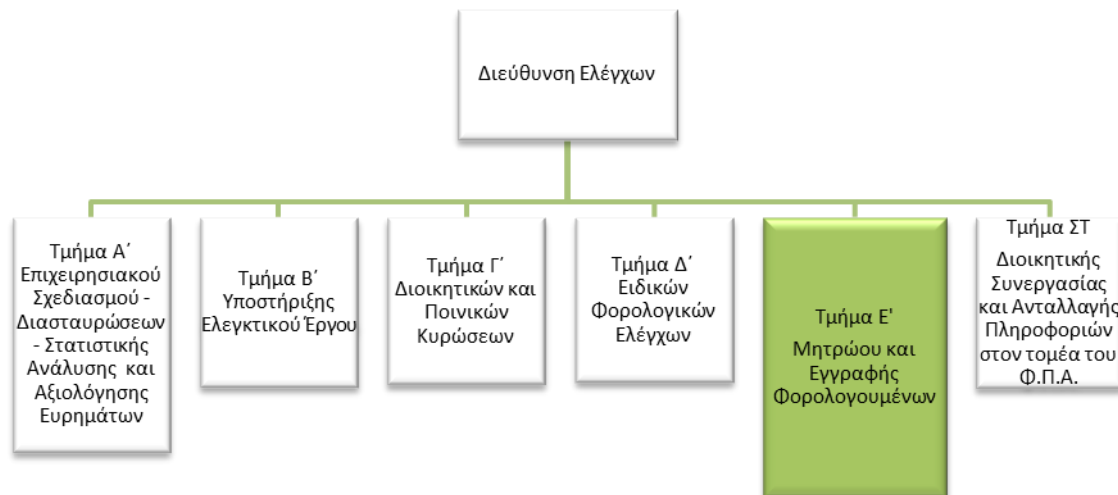 Διεύθυνση Ελέγχων
Τμήμα Α΄
Επιχειρησιακού
Σχεδιασμού -
Διασταυρώσεων
- Στατιστικής
Ανάλυσης και
Αξιολόγησης
Ευρημάτων
Τμήμα Β΄
Υποστήριξης
Ελεγκτικού Έργου
Τμήμα Γ΄
Διοικητικών και
Ποινικών
Κυρώσεων
Τμήμα Δ΄
Ειδικών
Φορολογικών
Ελέγχων
Τμήμα Ε'
Μητρώου και
Εγγραφής
Φορολογουμένων
Τμήμα ΣΤ
Διοικητικής
Συνεργασίας
και Ανταλλαγής
Πληροφοριών
στον τομέα του
Φ.Π.Α.